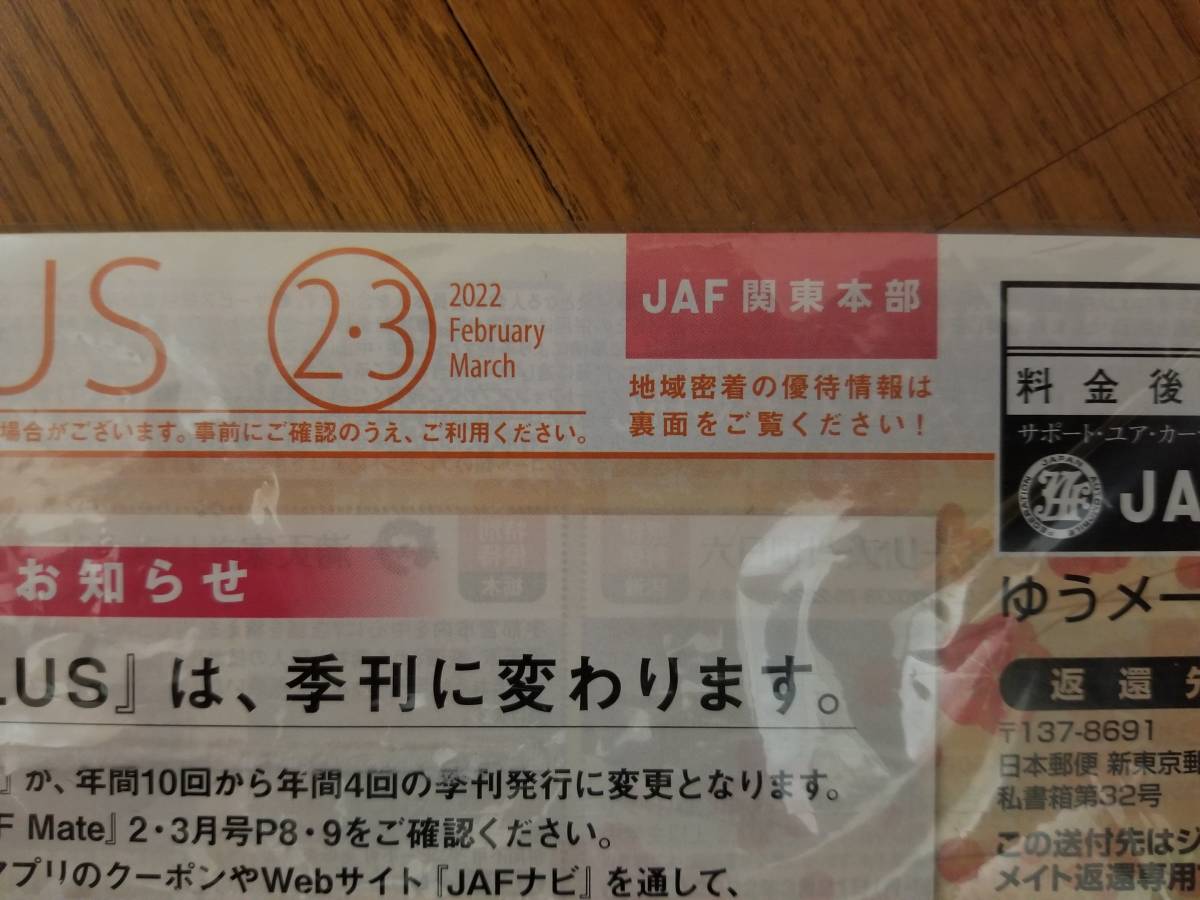 US
2・3
2022
February
March
場合がございます。事前にご確認のうえ、ご利用ください。
JAF 関東本部
地域密着の優待情報は
裏面をご覧ください！
お知らせ
LUS』は、季刊に変わります。
』が、年間10回から年間4回の季刊発行に変更となります。
F Mate』2・3月号P8・9をご確認ください。
アプリのクーポンやWebサイト『JAFナビ』を通して、
料金後
サポート・ユア・カー
JAPAN AUTOMOBILE FEDERATION
JA
ゆうメー
返還先
〒137-8691
日本郵便 新東京郵
私書箱第32号
この送付先はジ
メイト返還専用